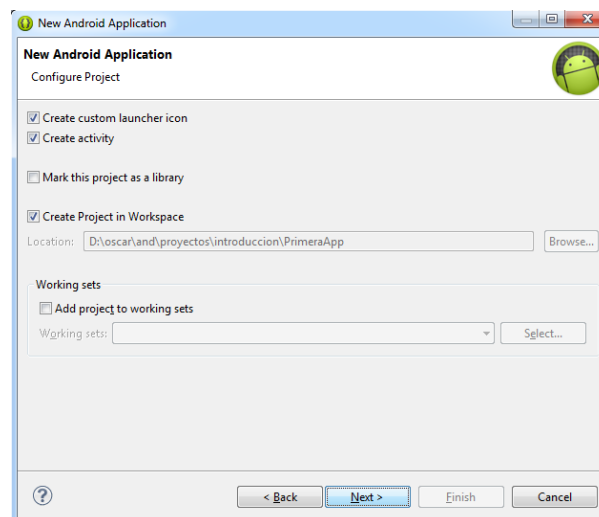 New Android Application
New Android Application
Configure Project
Create custom launcher icon
Create activity
Mark this project as a library
Create Project in Workspace
Location: D:\oscar\and\proyectos\introduccion\PrimeraApp Browse...
Working sets
Add project to working sets
Working sets: Select...
? < Back Next > Finish Cancel